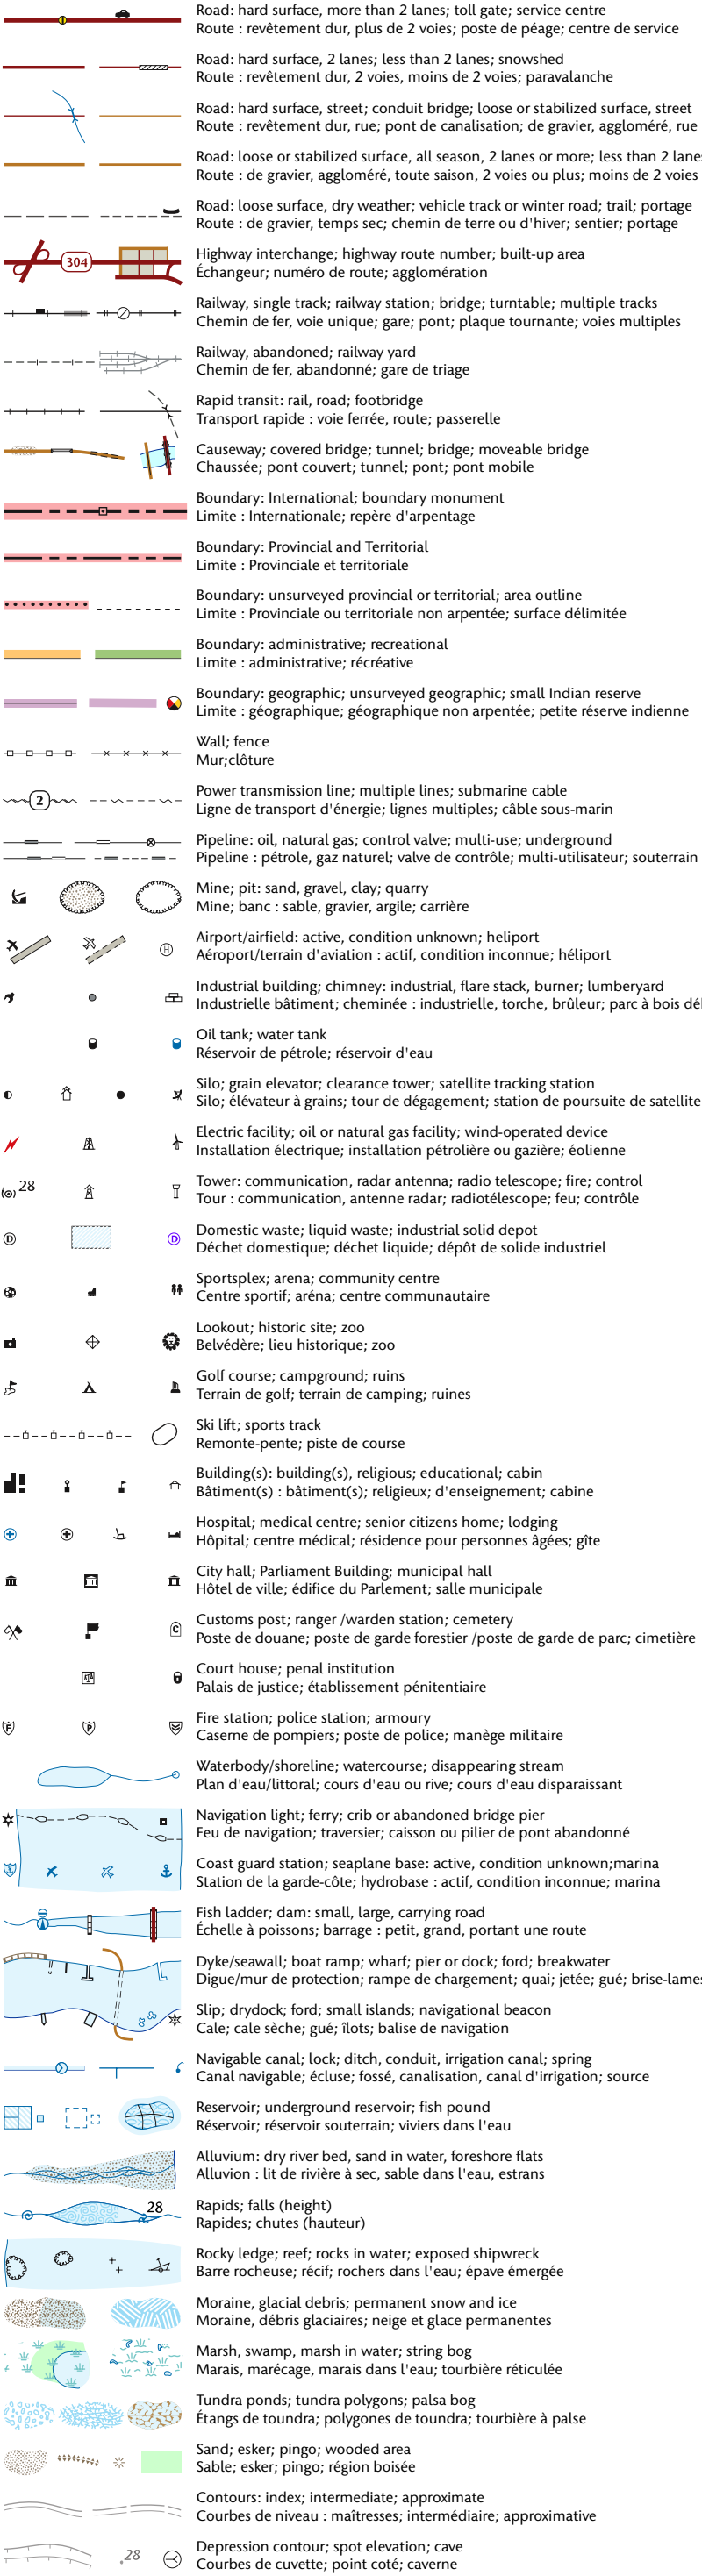 Road: hard surface, more than 2 lanes; toll gate; service centre
Route : revêtement dur, plus de 2 voies; poste de péage; centre de service
Road: hard surface, 2 lanes; less than 2 lanes; snowshed
Route : revêtement dur, 2 voies, moins de 2 voies; paravalanche
Road: hard surface, street; conduit bridge; loose or stabilized surface, street
Route : revêtement dur, rue; pont de canalisation; de gravier, aggloméré, rue
Road: loose or stabilized surface, all season, 2 lanes or more; less than 2 lane
Route : de gravier, aggloméré, toute saison, 2 voies ou plus; moins de 2 voies
Road: loose surface, dry weather; vehicle track or winter road; trail; portage
Route : de gravier, temps sec; chemin de terre ou d'hiver; sentier; portage
304
Highway interchange; highway route number; built-up area
Échangeur; numéro de route; agglomération
Railway, single track; railway station; bridge; turntable; multiple tracks
Chemin de fer, voie unique; gare; pont; plaque tournante; voies multiples
Railway, abandoned; railway yard
Chemin de fer, abandonné; gare de triage
Rapid transit: rail, road; footbridge
Transport rapide : voie ferrée, route; passerelle
Causeway; covered bridge; tunnel; bridge; moveable bridge
Chaussée; pont couvert; tunnel; pont; pont mobile
Boundary: International; boundary monument
Limite : Internationale; repère d'arpentage
Boundary: Provincial and Territorial
Limite : Provinciale et territoriale
Boundary: unsurveyed provincial or territorial; area outline
Limite : Provinciale ou territoriale non arpentée; surface délimitée
Boundary: administrative; recreational
Limite : administrative; récréative
Boundary: geographic; unsurveyed geographic; small Indian reserve
Limite : géographique; géographique non arpentée; petite réserve indienne
Wall; fence
Mur;clôture
2
Power transmission line; multiple lines; submarine cable
Ligne de transport d'énergie; lignes multiples; câble sous-marin
Pipeline: oil, natural gas; control valve; multi-use; underground
Pipeline : pétrole, gaz naturel; valve de contrôle; multi-utilisateur; souterrain
Mine; pit: sand, gravel, clay; quarry
Mine; banc : sable, gravier, argile; carrière
H
Airport/airfield: active, condition unknown; heliport
Aéroport/terrain d'aviation : actif, condition inconnue; héliport
Industrial building; chimney: industrial, flare stack, burner; lumberyard
Industrielle bâtiment; cheminée : industrielle, torche, brûleur; parc à bois dé
Oil tank; water tank
Réservoir de pétrole; réservoir d'eau
Silo; grain elevator; clearance tower; satellite tracking station
Silo; élévateur à grains; tour de dégagement; station de poursuite de satellite
Electric facility; oil or natural gas facility; wind-operated device
Installation électrique; installation pétrolière ou gazière; éolienne
28
Tower: communication, radar antenna; radio telescope; fire; control
Tour : communication, antenne radar; radiotélescope; feu; contrôle
D D
Domestic waste; liquid waste; industrial solid depot
Déchet domestique; déchet liquide; dépôt de solide industriel
Sportsplex; arena; community centre
Centre sportif; aréna; centre communautaire
Lookout; historic site; zoo
Belvédère; lieu historique; zoo
Golf course; campground; ruins
Terrain de golf; terrain de camping; ruines
Ski lift; sports track
Remonte-pente; piste de course
Building(s): building(s), religious; educational; cabin
Bâtiment(s) : bâtiment(s); religieux; d'enseignement; cabine
Hospital; medical centre; senior citizens home; lodging
Hôpital; centre médical; résidence pour personnes âgées; gîte
City hall; Parliament Building; municipal hall
Hôtel de ville; édifice du Parlement; salle municipale
C
Customs post; ranger /warden station; cemetery
Poste de douane; poste de garde forestier /poste de garde de parc; cimetière
Court house; penal institution
Palais de justice; établissement pénitentiaire
F P
Fire station; police station; armoury
Caserne de pompiers; poste de police; manège militaire
Waterbody/shoreline; watercourse; disappearing stream
Plan d'eau/littoral; cours d'eau ou rive; cours d'eau disparaissant
Navigation light; ferry; crib or abandoned bridge pier
Feu de navigation; traversier; caisson ou pilier de pont abandonné
Coast guard station; seaplane base: active, condition unknown;marina
Station de la garde-côte; hydrobase : actif, condition inconnue; marina
Fish ladder; dam: small, large, carrying road
Échelle à poissons; barrage : petit, grand, portant une route
Dyke/seawall; boat ramp; wharf; pier or dock; ford; breakwater
Digue/mur de protection; rampe de chargement; quai; jetée; gué; brise-lames
Slip; drydock; ford; small islands; navigational beacon
Cale; cale sèche; gué; îlots; balise de navigation
Navigable canal; lock; ditch, conduit, irrigation canal; spring
Canal navigable; écluse; fossé, canalisation, canal d'irrigation; source
Reservoir; underground reservoir; fish pound
Réservoir; réservoir souterrain; viviers dans l'eau
Alluvium: dry river bed, sand in water, foreshore flats
Alluvion : lit de rivière à sec, sable dans l'eau, estrans
28
Rapids; falls (height)
Rapides; chutes (hauteur)
Rocky ledge; reef; rocks in water; exposed shipwreck
Barre rocheuse; récif; rochers dans l'eau; épave émergée
Moraine, glacial debris; permanent snow and ice
Moraine, débris glaciaires; neige et glace permanentes
Marsh, swamp, marsh in water; string bog
Marais, marécage, marais dans l'eau; tourbière réticulée
Tundra ponds; tundra polygons; palsa bog
Étangs de toundra; polygones de toundra; tourbière à palse
Sand; esker; pingo; wooded area
Sable; esker; pingo; région boisée
Contours: index; intermediate; approximate
Courbes de niveau : maîtresses; intermédiaire; approximative
.28
Depression contour; spot elevation; cave
Courbes de cuvette; point coté; caverne